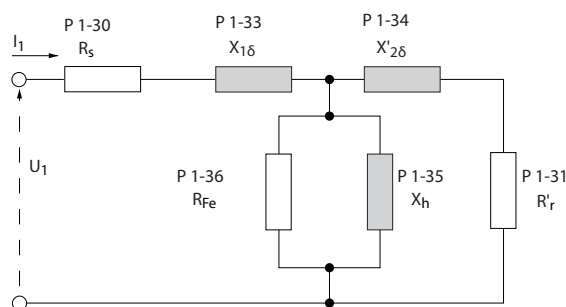 P 1-33
P 1-34
P 1-30
I1
Rs
X1δ
X'2δ
U1
P 1-36
RFe
P 1-35
Xh
P 1-31
R'r